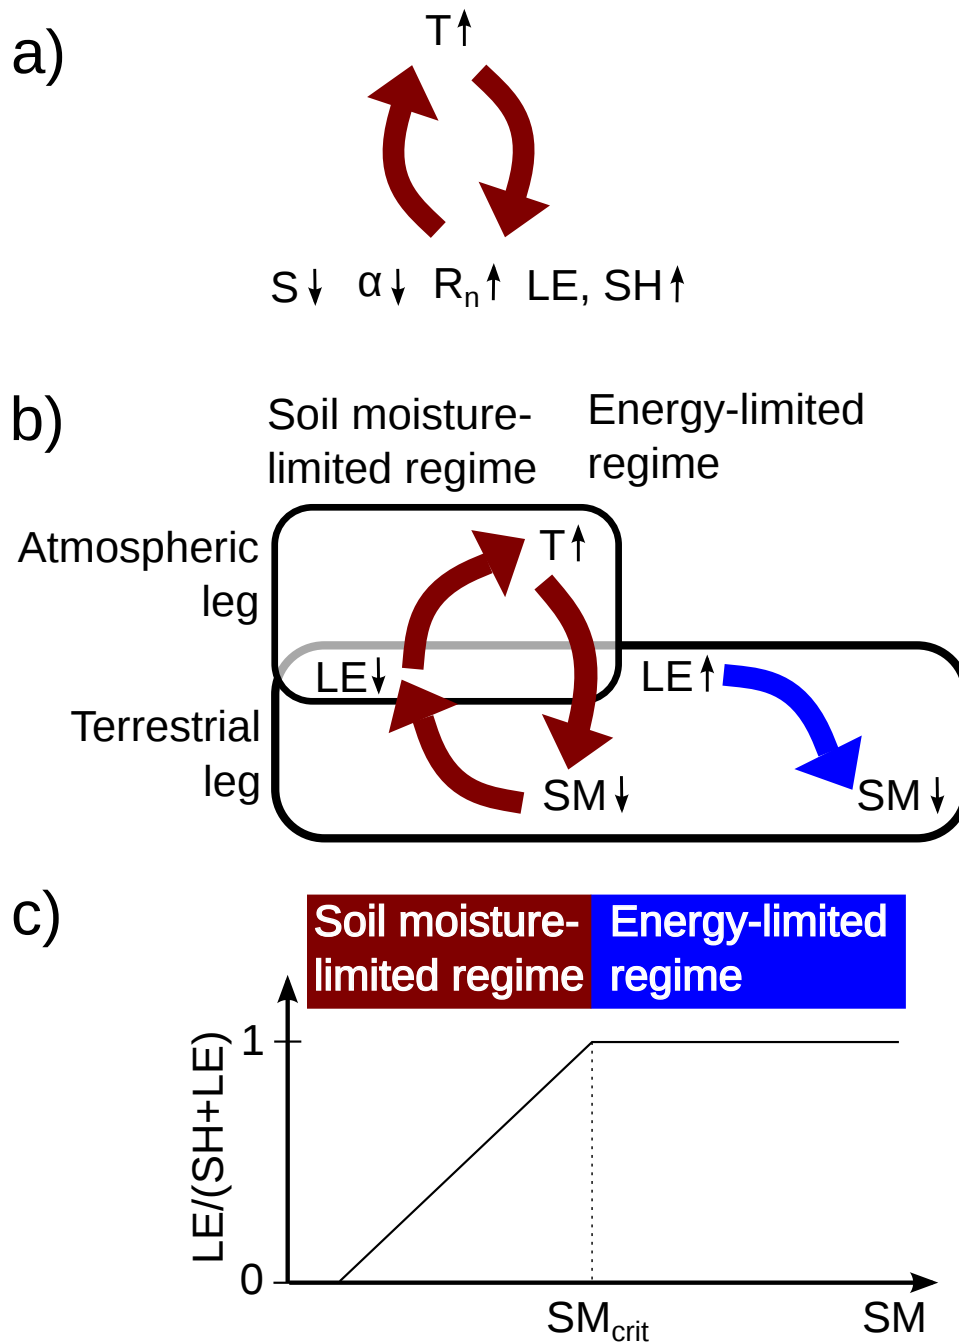 a)
T↑
S↓ α↓ Rn↑ LE, SH↑
b)
Soil moisture-
limited regime
Energy-limited
regime
Atmospheric
leg
T↑
LE↓
LE↑
Terrestrial
leg
SM↓
SM↓
c)
Soil moisture-
limited regime
Energy-limited
regime
1
LE/(SH+LE)
0
SMcrit
SM